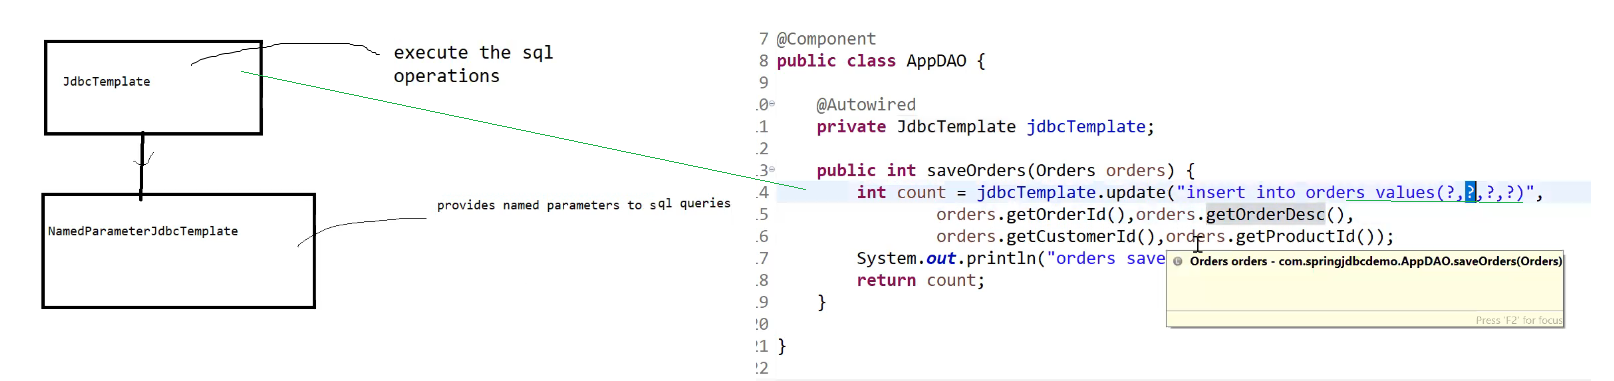 JdbcTemplate
execute the sql
operations
NamedParameterJdbcTemplate
provides named parameters to sql queries
7 @Component
8 public class AppDAO {
9
.0 @Autowired
.1 private JdbcTemplate jdbcTemplate;
.2
.3 public int saveOrders(Orders orders) {
.4 int count = jdbcTemplate.update("insert into orders values(?,?,?,?)",
.5 orders.getOrderId(),orders.getOrderDesc(),
.6 orders.getCustomerId(),orders.getProductId());
.7 System.out.println("orders save
.8 return count;
.9 }
20
21 }
22
Orders orders - com.springjdbcdemo.AppDAO.saveOrders(Orders)
Press 'F2' for focus